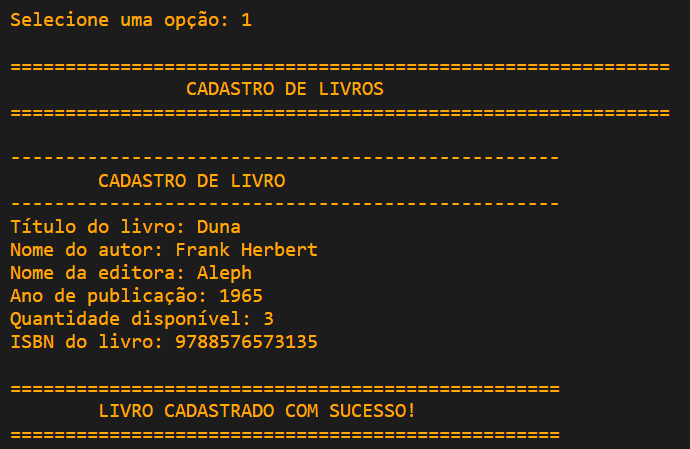 Selecione uma opção: 1
============================================================
CADASTRO DE LIVROS
============================================================
--------------------------------------------------
CADASTRO DE LIVRO
--------------------------------------------------
Título do livro: Duna
Nome do autor: Frank Herbert
Nome da editora: Aleph
Ano de publicação: 1965
Quantidade disponível: 3
ISBN do livro: 9788576573135
==================================================
LIVRO CADASTRADO COM SUCESSO!
==================================================